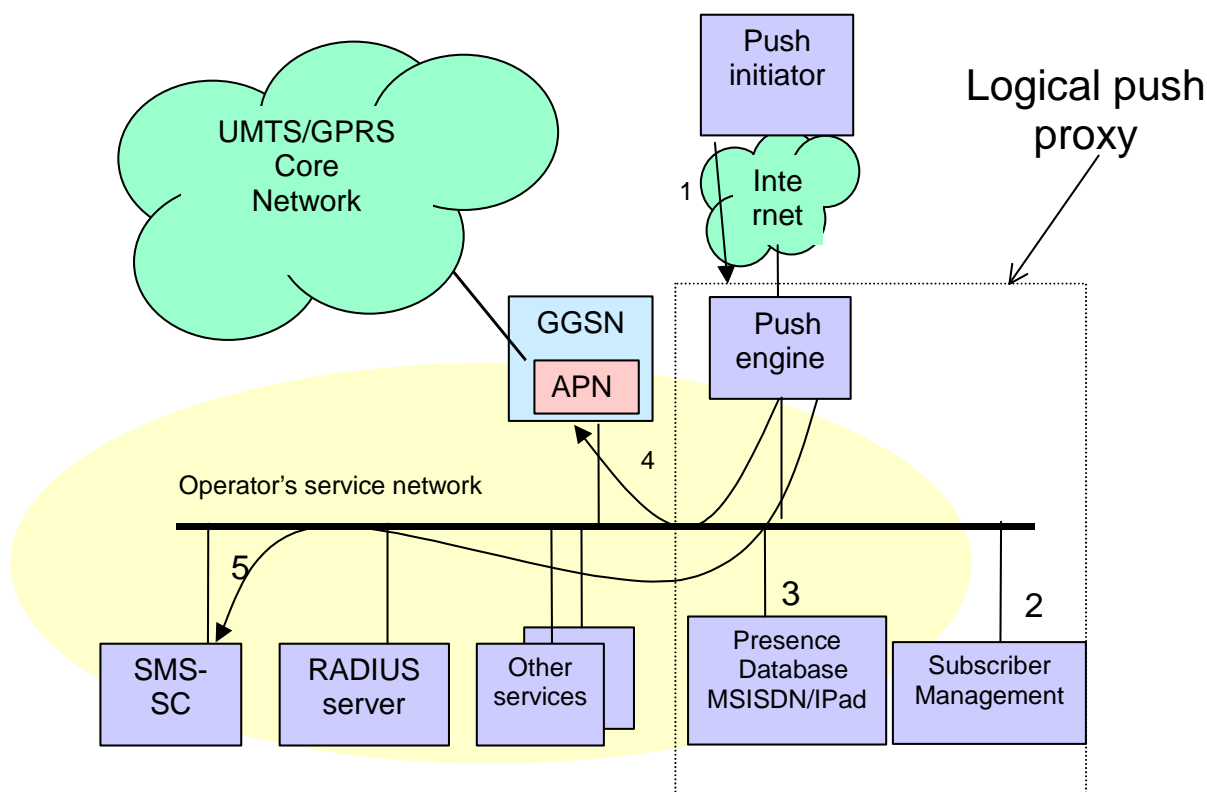 Push
initiator
Logical push
proxy
UMTS/GPRS
Core
Network
Inte
rnet
1
GGSN
APN
Push
engine
4
Operator's service network
5
3
2
SMS-
SC
RADIUS
server
Other
services
Presence
Database
MSISDN/IPad
Subscriber
Management